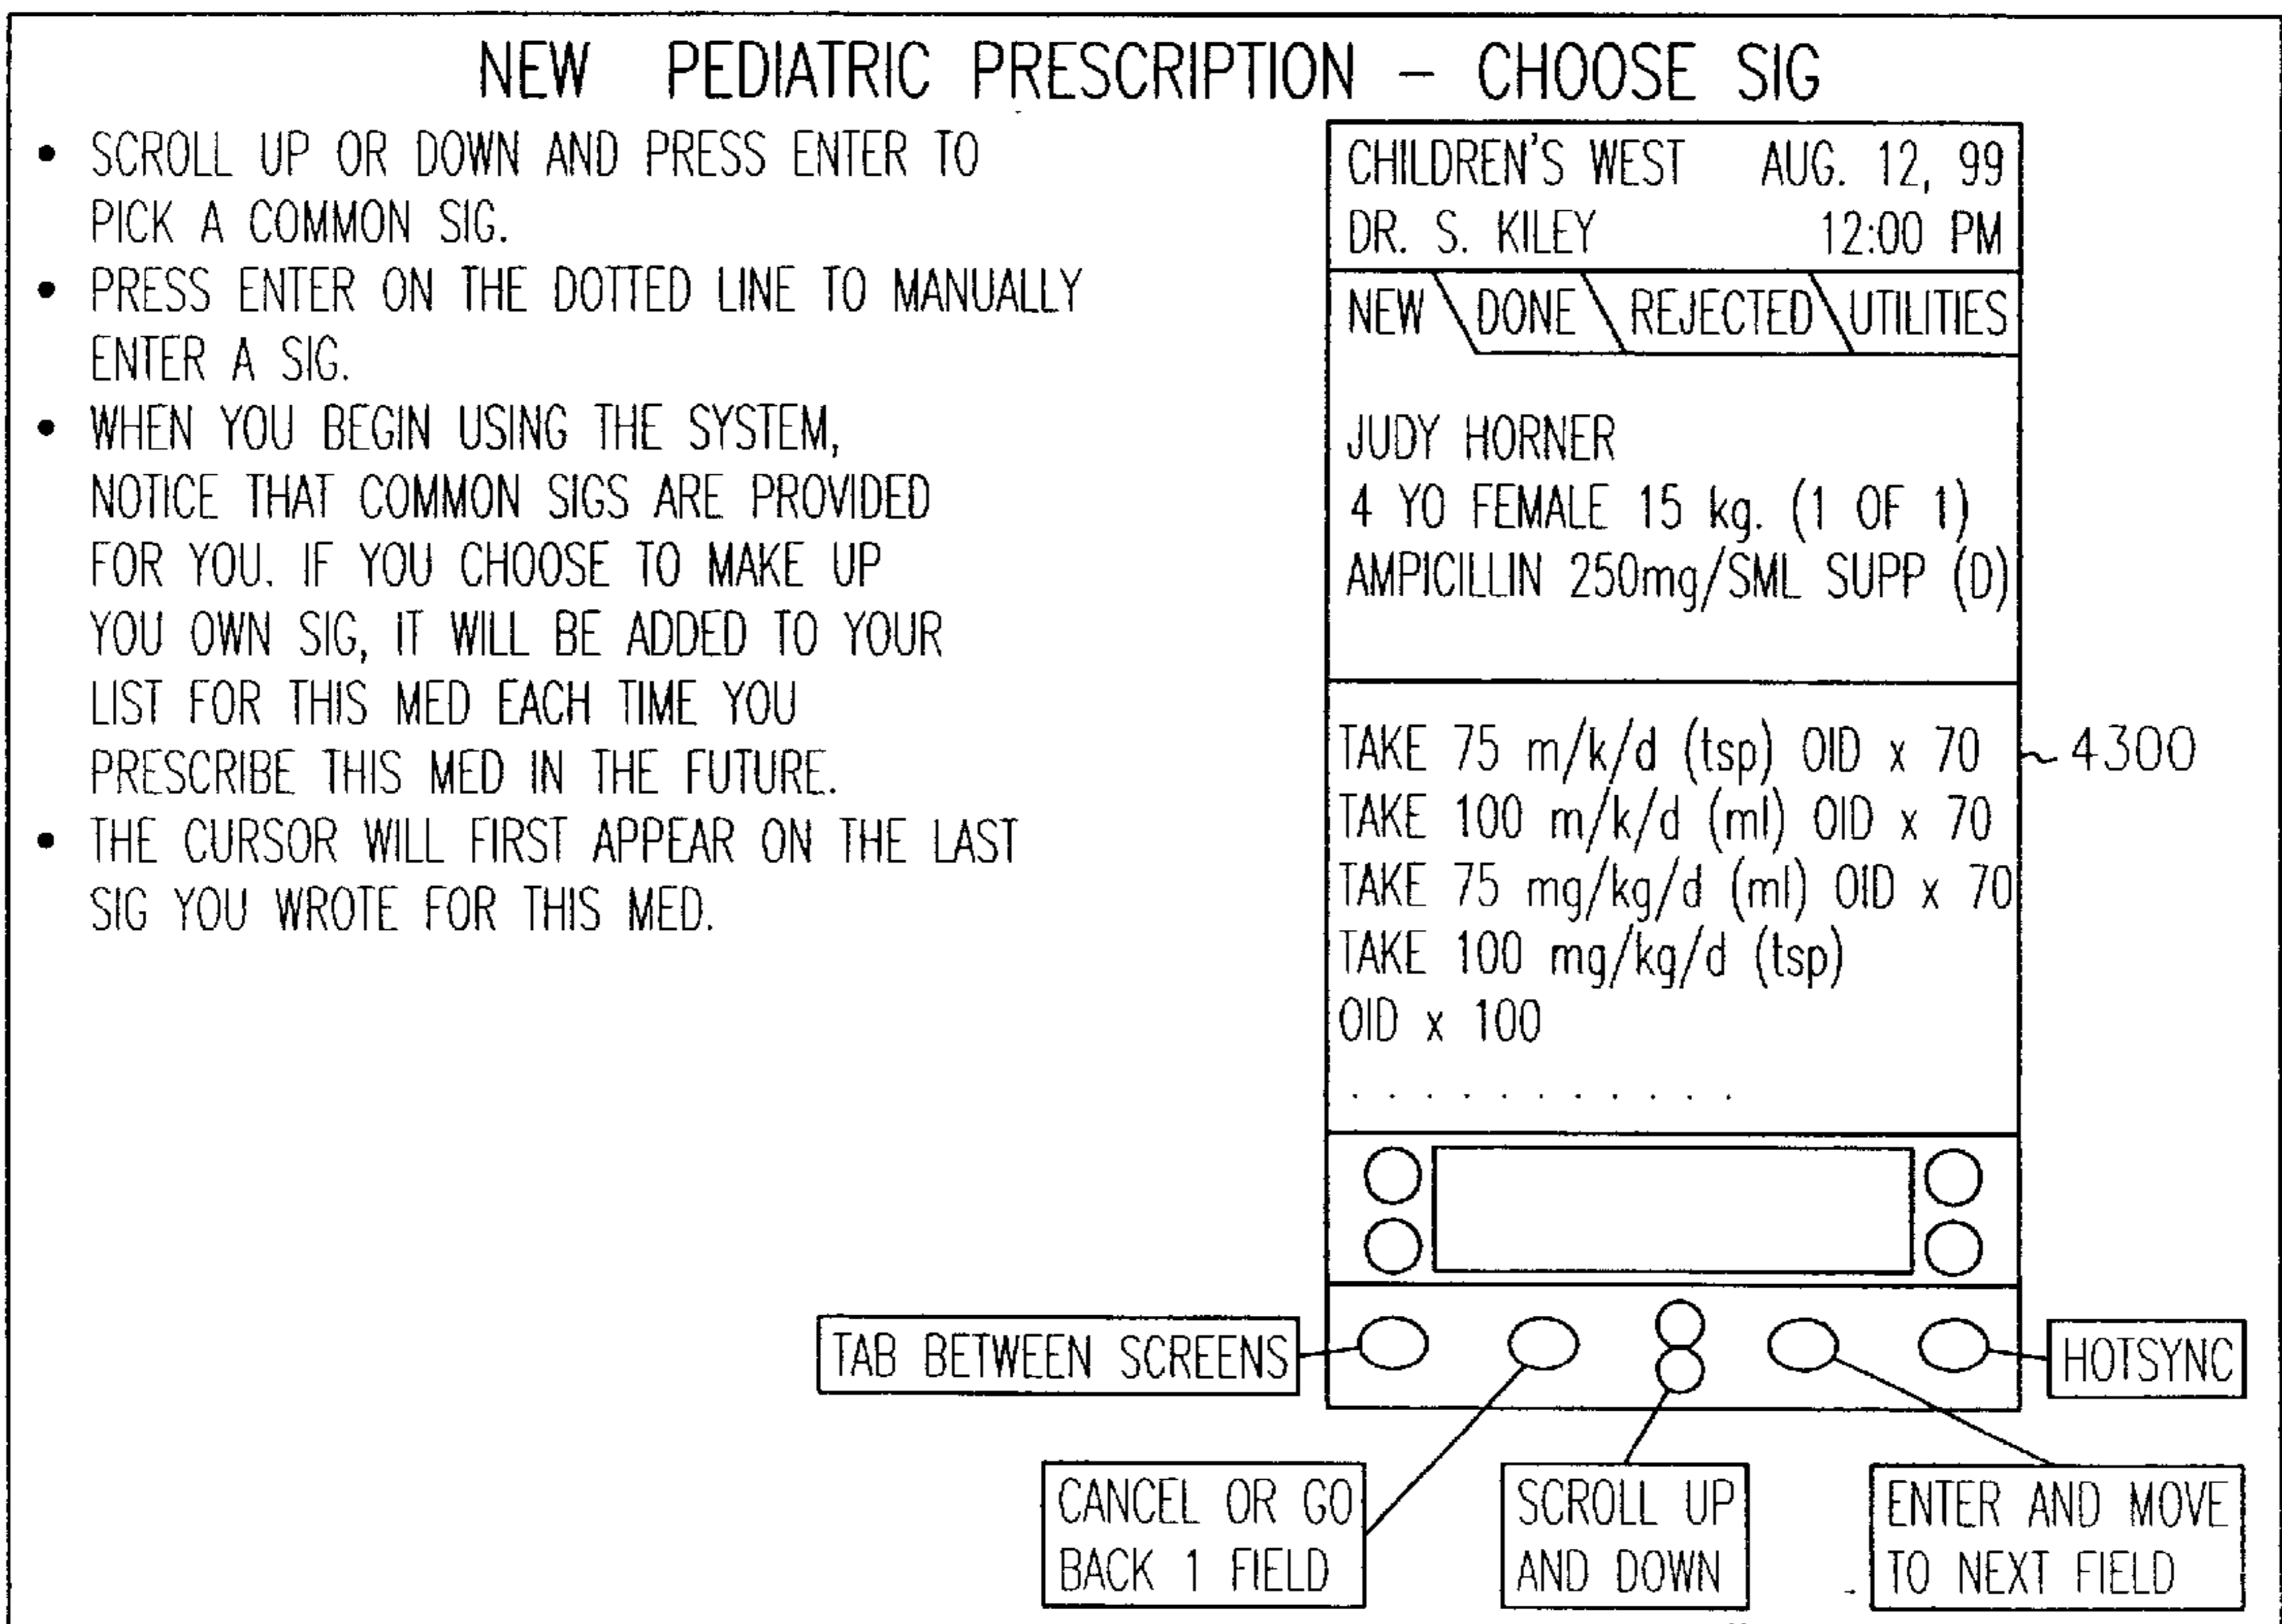 NEW PEDIATRIC PRESCRIPTION – CHOOSE SIG
• SCROLL UP OR DOWN AND PRESS ENTER TO
PICK A COMMON SIG.
• PRESS ENTER ON THE DOTTED LINE TO MANUALLY
ENTER A SIG.
• WHEN YOU BEGIN USING THE SYSTEM,
NOTICE THAT COMMON SIGS ARE PROVIDED
FOR YOU. IF YOU CHOOSE TO MAKE UP
YOU OWN SIG, IT WILL BE ADDED TO YOUR
LIST FOR THIS MED EACH TIME YOU
PRESCRIBE THIS MED IN THE FUTURE.
• THE CURSOR WILL FIRST APPEAR ON THE LAST
SIG YOU WROTE FOR THIS MED.
CHILDREN'S WEST AUG. 12, 99
DR. S. KILEY 12:00 PM
NEW DONE REJECTED UTILITIES
JUDY HORNER
4 YO FEMALE 15 kg. (1 OF 1)
AMPICILLIN 250mg/SML SUPP (D)
TAKE 75 m/k/d (tsp) OID x 70
4300
TAKE 100 m/k/d (ml) OID x 70
TAKE 75 mg/kg/d (ml) OID x 70
TAKE 100 mg/kg/d (tsp)
OID x 100
. . . . . . . . . . .
TAB BETWEEN SCREENS
HOTSYNC
CANCEL OR GO
BACK 1 FIELD
SCROLL UP
AND DOWN
ENTER AND MOVE
TO NEXT FIELD